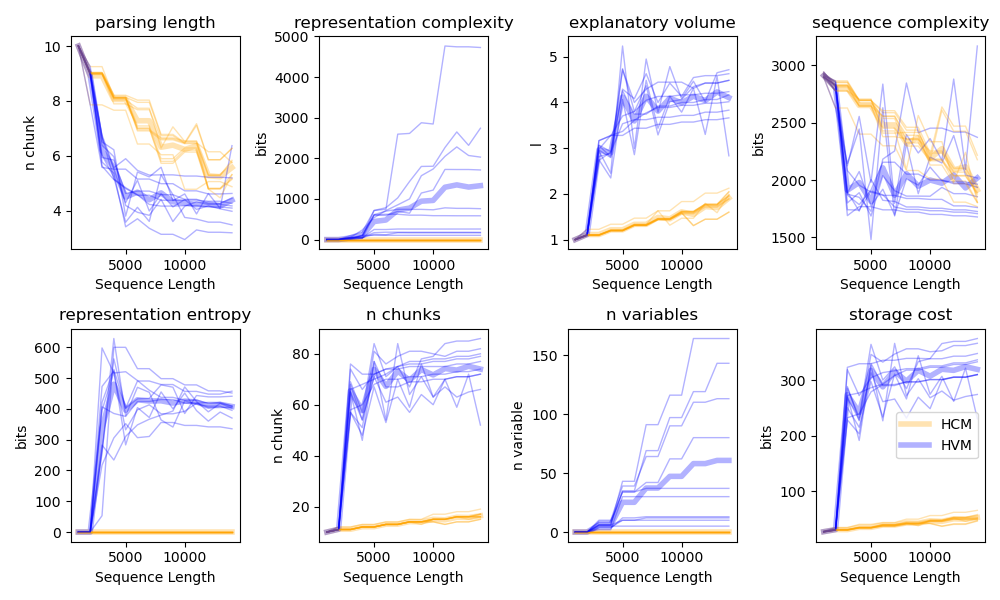 parsing length
representation complexity
explanatory volume
sequence complexity
n chunk
10
8
6
4
5000
10000
Sequence Length
bits
5000
4000
3000
2000
1000
0
5000
10000
Sequence Length
l
5
4
3
2
1
5000
10000
Sequence Length
bits
3000
2500
2000
1500
5000
10000
Sequence Length
representation entropy
n chunks
n variables
storage cost
bits
600
500
400
300
200
100
0
5000
10000
Sequence Length
n chunk
80
60
40
20
5000
10000
Sequence Length
n variable
150
100
50
0
5000
10000
Sequence Length
bits
300
200
100
HCM
HVM
5000
10000
Sequence Length